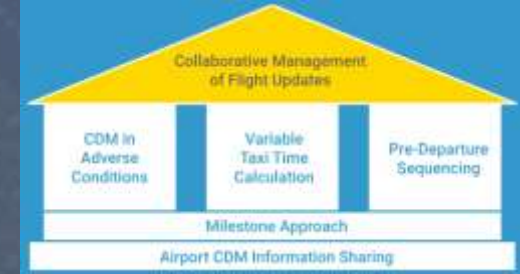 Collaborative Management
of Flight Updates
CDM in
Adverse
Conditions
Variable
Taxi Time
Calculation
Pre-Departure
Sequencing
Milestone Approach
Airport CDM Information Sharing